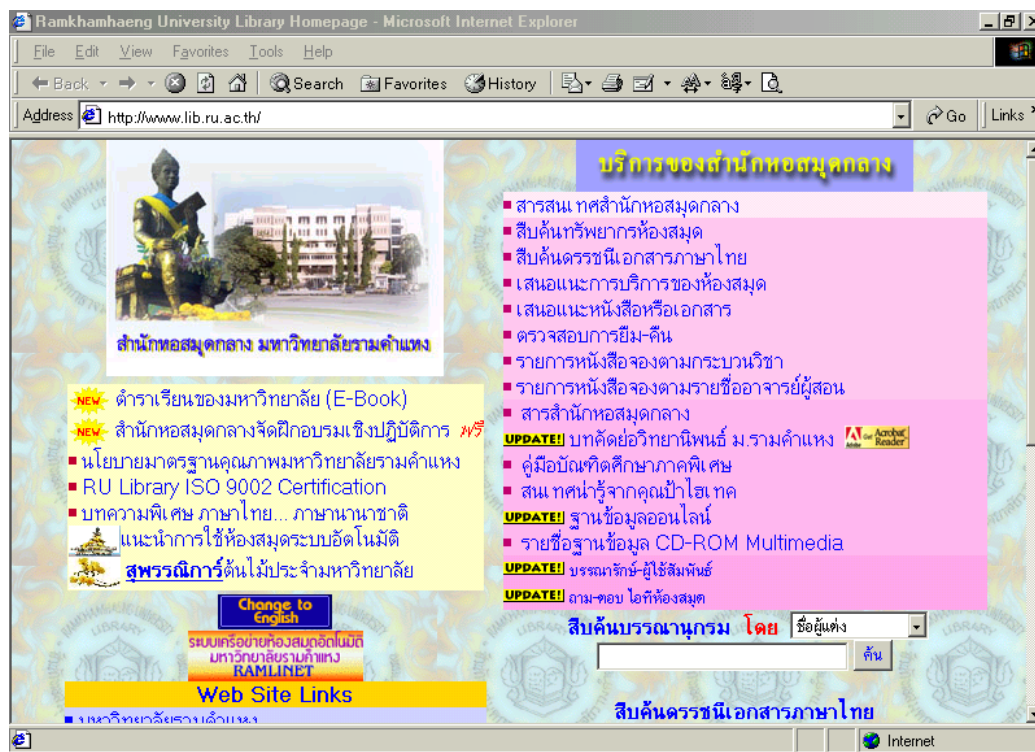 Ramkhamhaeng University Library Homepage - Microsoft Internet Explorer
File Edit View Favorites Tools Help
Back Search Favorites History
Address http://www.lib.ru.ac.th/ Go Links
สำนักหอสมุดกลาง มหาวิทยาลัยรามคำแหง
NEW ตำราเรียนของมหาวิทยาลัย (E-Book)
NEW สำนักหอสมุดกลางจัดฝึกอบรมเชิงปฏิบัติการ ฟรี
นโยบายมาตรฐานคุณภาพมหาวิทยาลัยรามคำแหง
RU Library ISO 9002 Certification
บทความพิเศษ ภาษาไทย... ภาษานานาชาติ
แนะนำการใช้ห้องสมุดระบบอัตโนมัติ
สุพรรณิการ์ต้นไม้ประจำมหาวิทยาลัย
Change to English
ระบบเครือข่ายห้องสมุดอัตโนมัติ
มหาวิทยาลัยรามคำแหง
RAMLINET
Web Site Links
มหาวิทยาลัยรามคำแหง
บริการของสำนักหอสมุดกลาง
สารสนเทศสำนักหอสมุดกลาง
สืบค้นทรัพยากรห้องสมุด
สืบค้นดรรชนีเอกสารภาษาไทย
เสนอแนะการบริการของห้องสมุด
เสนอแนะหนังสือหรือเอกสาร
ตรวจสอบการยืม-คืน
รายการหนังสือจองตามกระบวนวิชา
รายการหนังสือจองตามรายชื่ออาจารย์ผู้สอน
สารสำนักหอสมุดกลาง
UPDATE! บทคัดย่อวิทยานิพนธ์ ม.รามคำแหง Get Acrobat Reader
คู่มือบัณฑิตศึกษาภาคพิเศษ
สนเทศน่ารู้จากคุณป้าไฮเทค
UPDATE! ฐานข้อมูลออนไลน์
รายชื่อฐานข้อมูล CD-ROM Multimedia
UPDATE! บรรณารักษ์-ผู้ใช้สัมพันธ์
UPDATE! ถาม-ตอบ ไอทีห้องสมุด
สืบค้นบรรณานุกรม โดย ชื่อผู้แต่ง
ค้น
สืบค้นดรรชนีเอกสารภาษาไทย
Internet